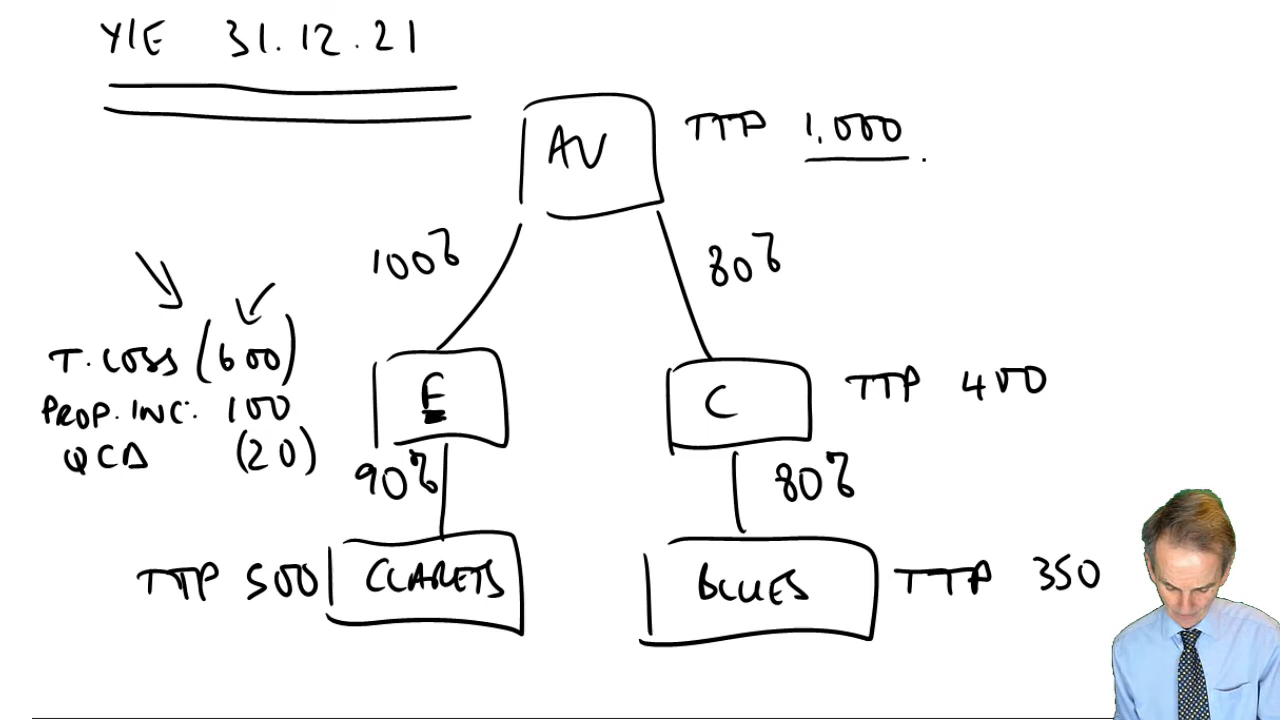 Y/E 31.12.21
AV
TTP 1,000.
100%
80%
T. LOSS (600)
PROP. INC. 100
QCD (20)
E
C
TTP 400
90%
80%
TTP 500
CLARETS
BLUES
TTP 350